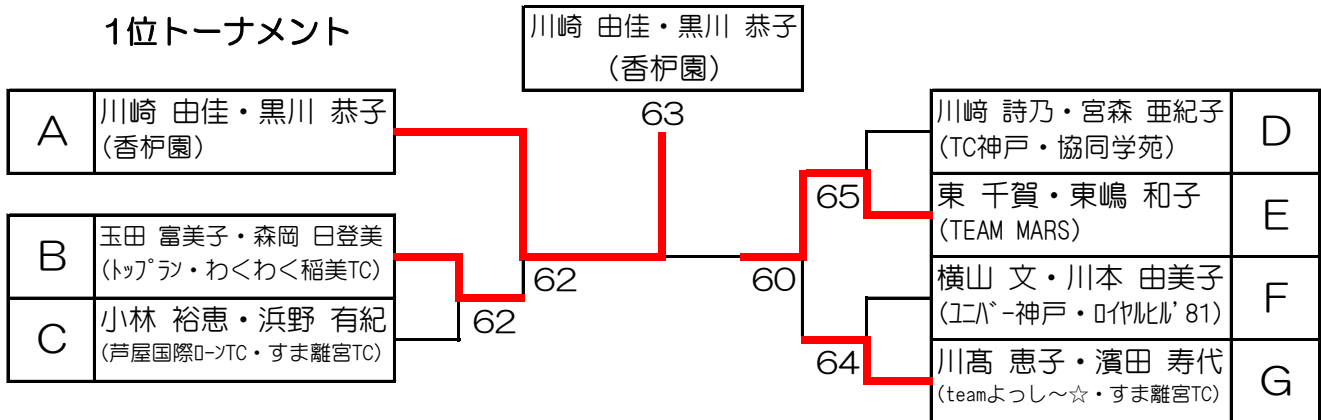 1位トーナメント
川崎 由佳・黒川 恭子
（香枦園）
63
A
川崎 由佳・黒川 恭子
(香枦園)
B
玉田 富美子・森岡 日登美
(ﾄｯﾌﾟﾗﾝ・わくわく稲美TC)
C
小林 裕恵・浜野 有紀
(芦屋国際ﾛｰﾝTC・すま離宮TC)
62
62
川﨑 詩乃・宮森 亜紀子
(TC神戸・協同学苑)
D
東 千賀・東嶋 和子
(TEAM MARS)
E
横山 文・川本 由美子
(ﾕﾆﾊﾞｰ神戸・ﾛｲﾔﾙﾋﾙ’81)
F
川髙 恵子・濱田 寿代
(teamよっし～☆・すま離宮TC)
G
65
60
64